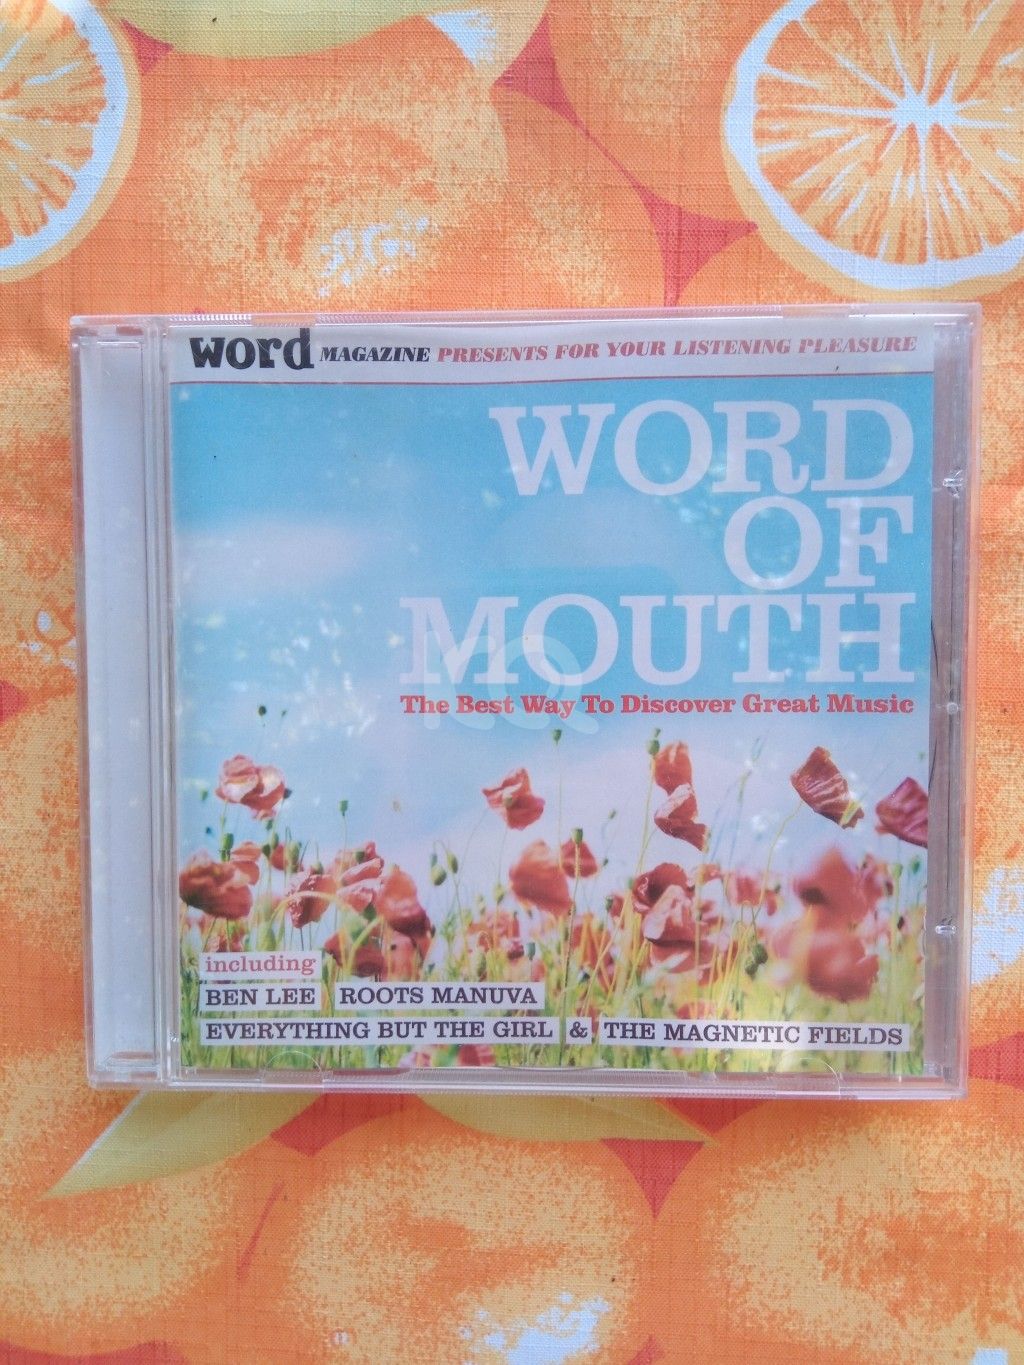 word MAGAZINE PRESENTS FOR YOUR LISTENING PLEASURE
WORD
OF
MOUTH
The Best Way To Discover Great Music
including
BEN LEE ROOTS MANUVA
EVERYTHING BUT THE GIRL & THE MAGNETIC FIELDS